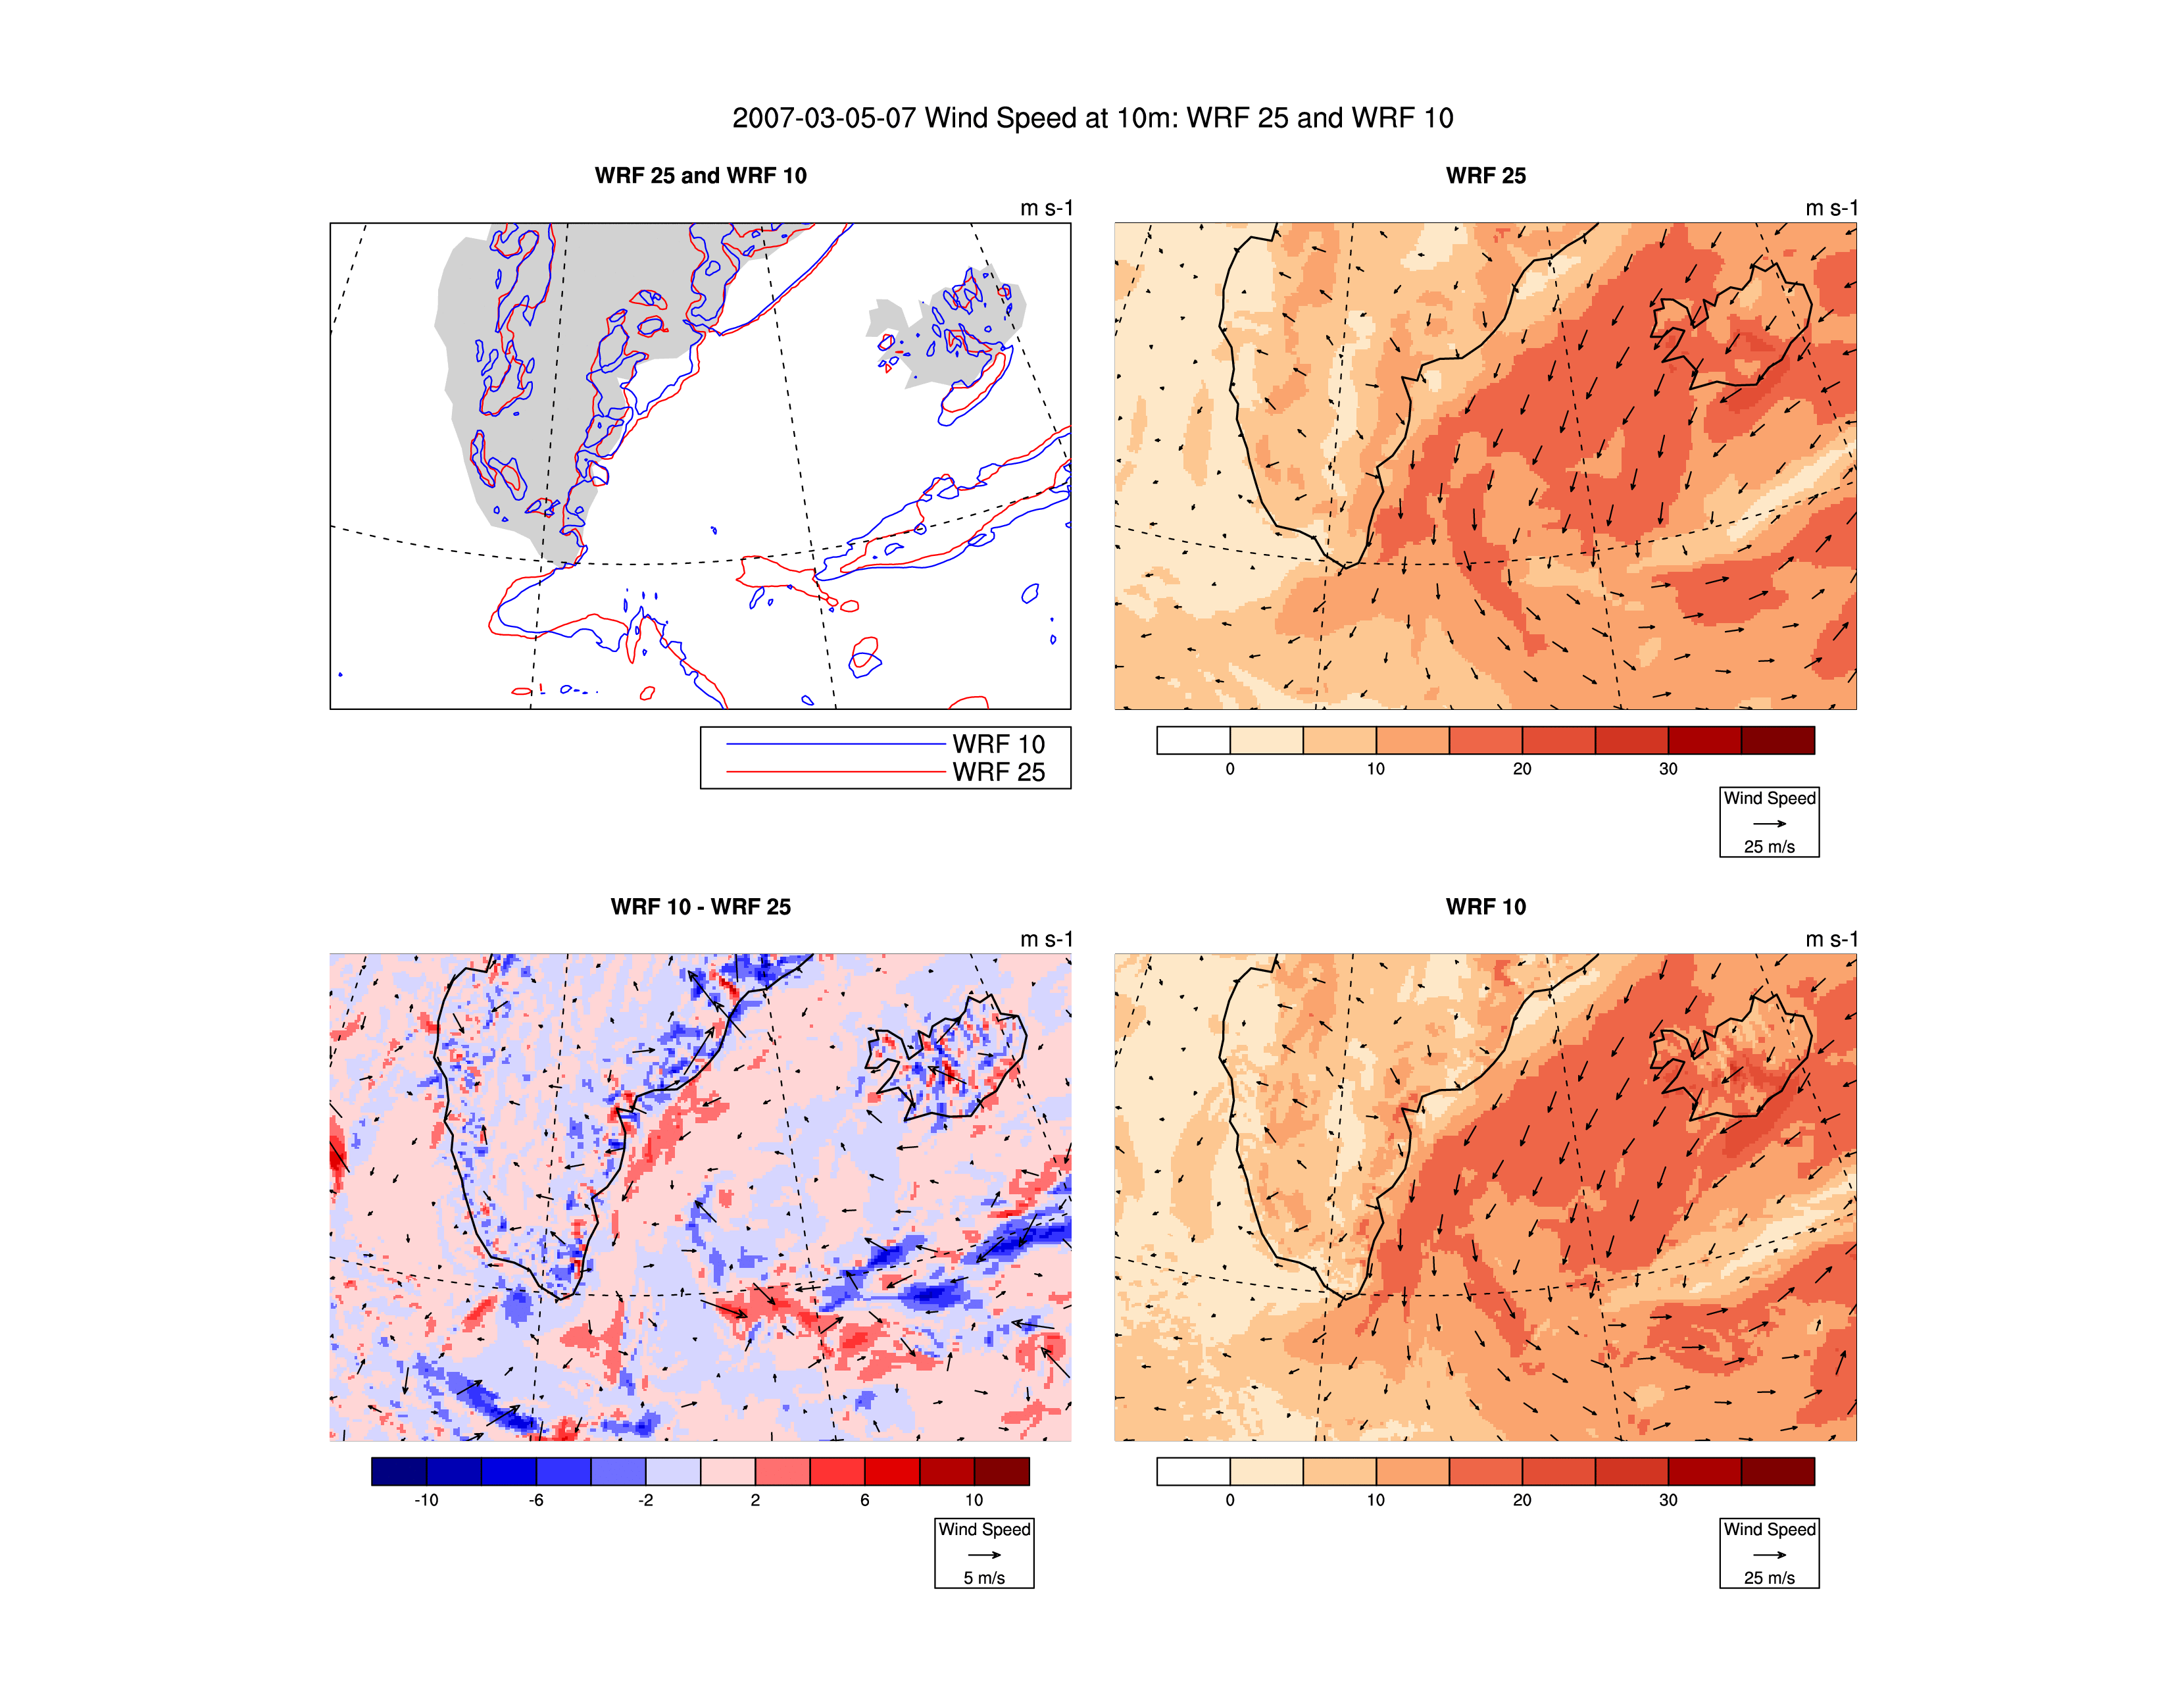 2007-03-05-07 Wind Speed at 10m: WRF 25 and WRF 10
WRF 25 and WRF 10
m s-1
WRF 10
WRF 25
WRF 25
m s-1
0 10 20 30
Wind Speed
25 m/s
WRF 10 - WRF 25
m s-1
-10 -6 -2 2 6 10
Wind Speed
5 m/s
WRF 10
m s-1
0 10 20 30
Wind Speed
25 m/s